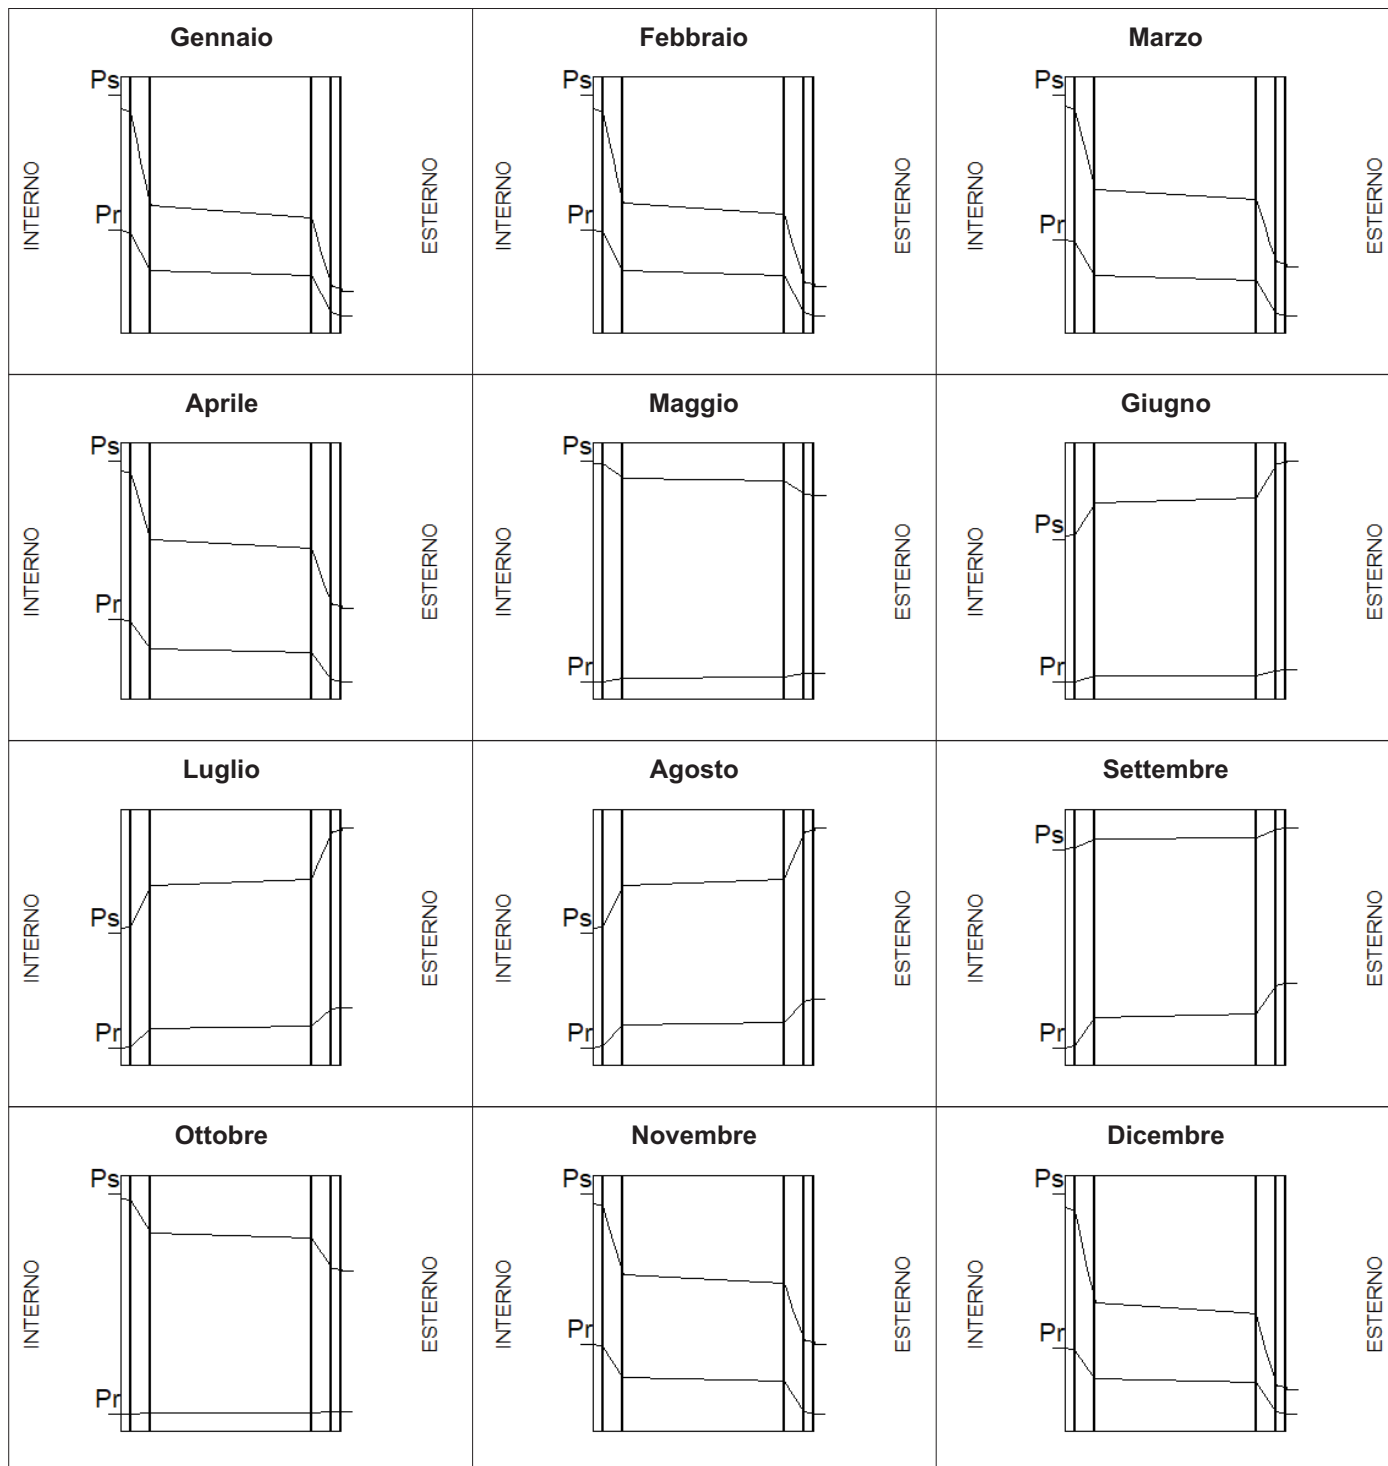 Gennaio
Ps
Pr
INTERNO
ESTERNO
Febbraio
Ps
Pr
INTERNO
ESTERNO
Marzo
Ps
Pr
INTERNO
ESTERNO
Aprile
Ps
Pr
INTERNO
ESTERNO
Maggio
Ps
Pr
INTERNO
ESTERNO
Giugno
Ps
Pr
INTERNO
ESTERNO
Luglio
Ps
Pr
INTERNO
ESTERNO
Agosto
Ps
Pr
INTERNO
ESTERNO
Settembre
Ps
Pr
INTERNO
ESTERNO
Ottobre
Ps
Pr
INTERNO
ESTERNO
Novembre
Ps
Pr
INTERNO
ESTERNO
Dicembre
Ps
Pr
INTERNO
ESTERNO